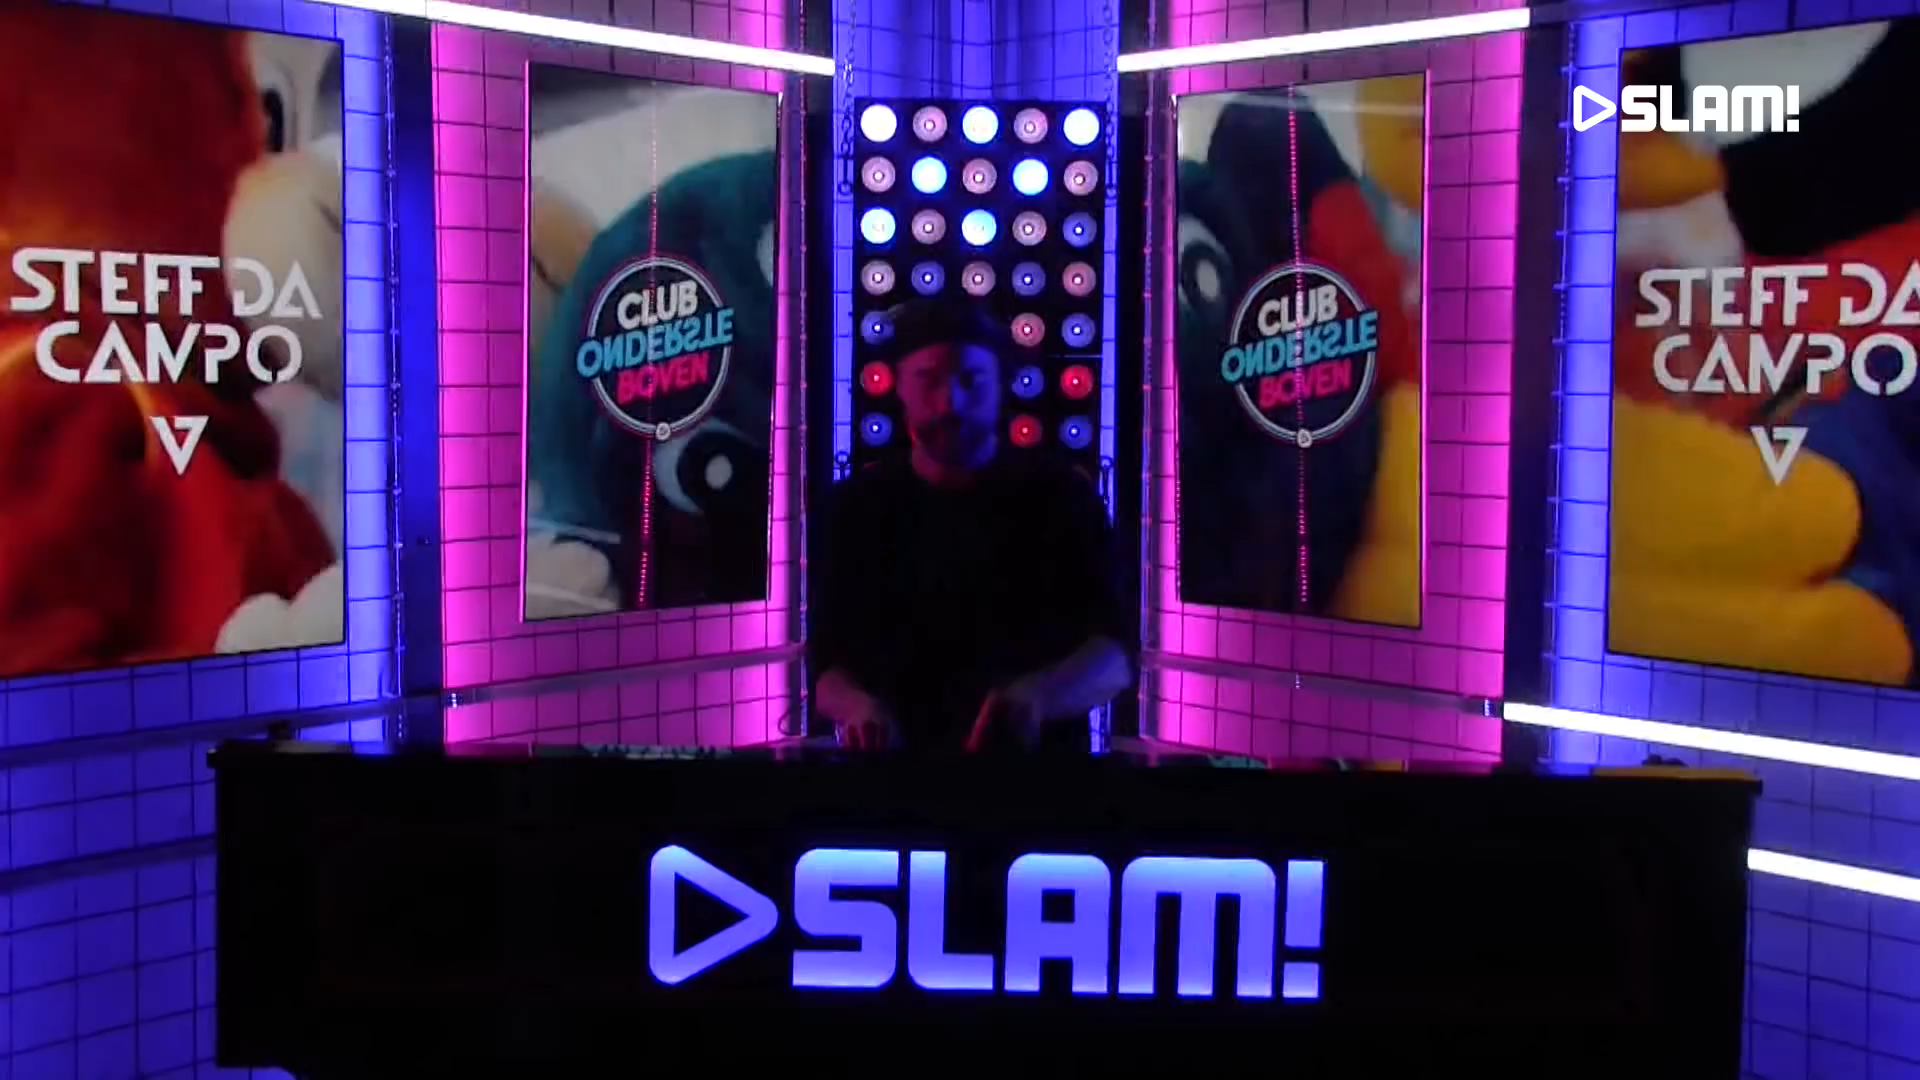 SLAM!
STEFF DA
CAMPO
CLUB
ONDERSTE
BOVEN
CLUB
ONDERSTE
BOVEN
STEFF DA
CAMPO
SLAM!